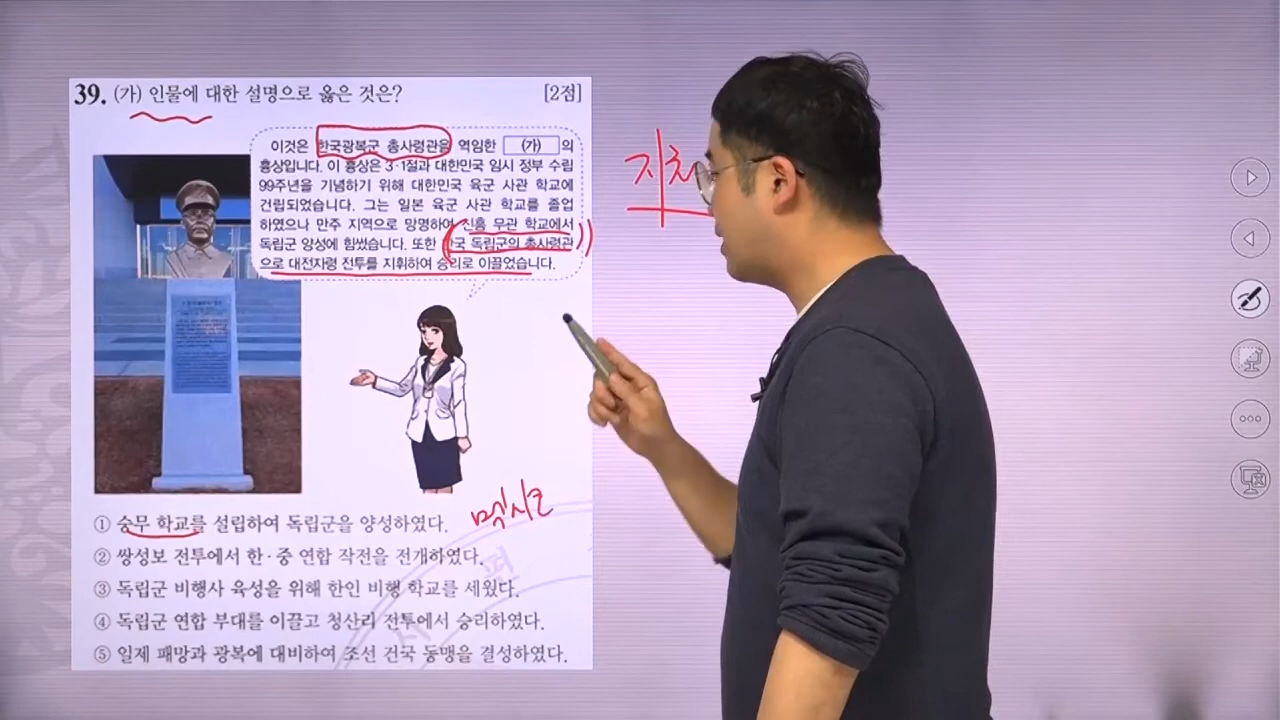 39. (가) 인물에 대한 설명으로 옳은 것은? [2점]
이것은 한국광복군 총사령관을 역임한 (가) 의
흉상입니다. 이 흉상은 3·1절과 대한민국 임시 정부 수립
99주년을 기념하기 위해 대한민국 육군 사관 학교에
건립되었습니다. 그는 일본 육군 사관 학교를 졸업
하였으나 만주 지역으로 망명하여 신흥 무관 학교에서
독립군 양성에 힘썼습니다. 또한 한국 독립군의 총사령관
으로 대전자령 전투를 지휘하여 승리로 이끌었습니다.
지처
멕시코
① 숭무 학교를 설립하여 독립군을 양성하였다.
② 쌍성보 전투에서 한·중 연합 작전을 전개하였다.
③ 독립군 비행사 육성을 위해 한인 비행 학교를 세웠다.
④ 독립군 연합 부대를 이끌고 청산리 전투에서 승리하였다.
⑤ 일제 패망과 광복에 대비하여 조선 건국 동맹을 결성하였다.